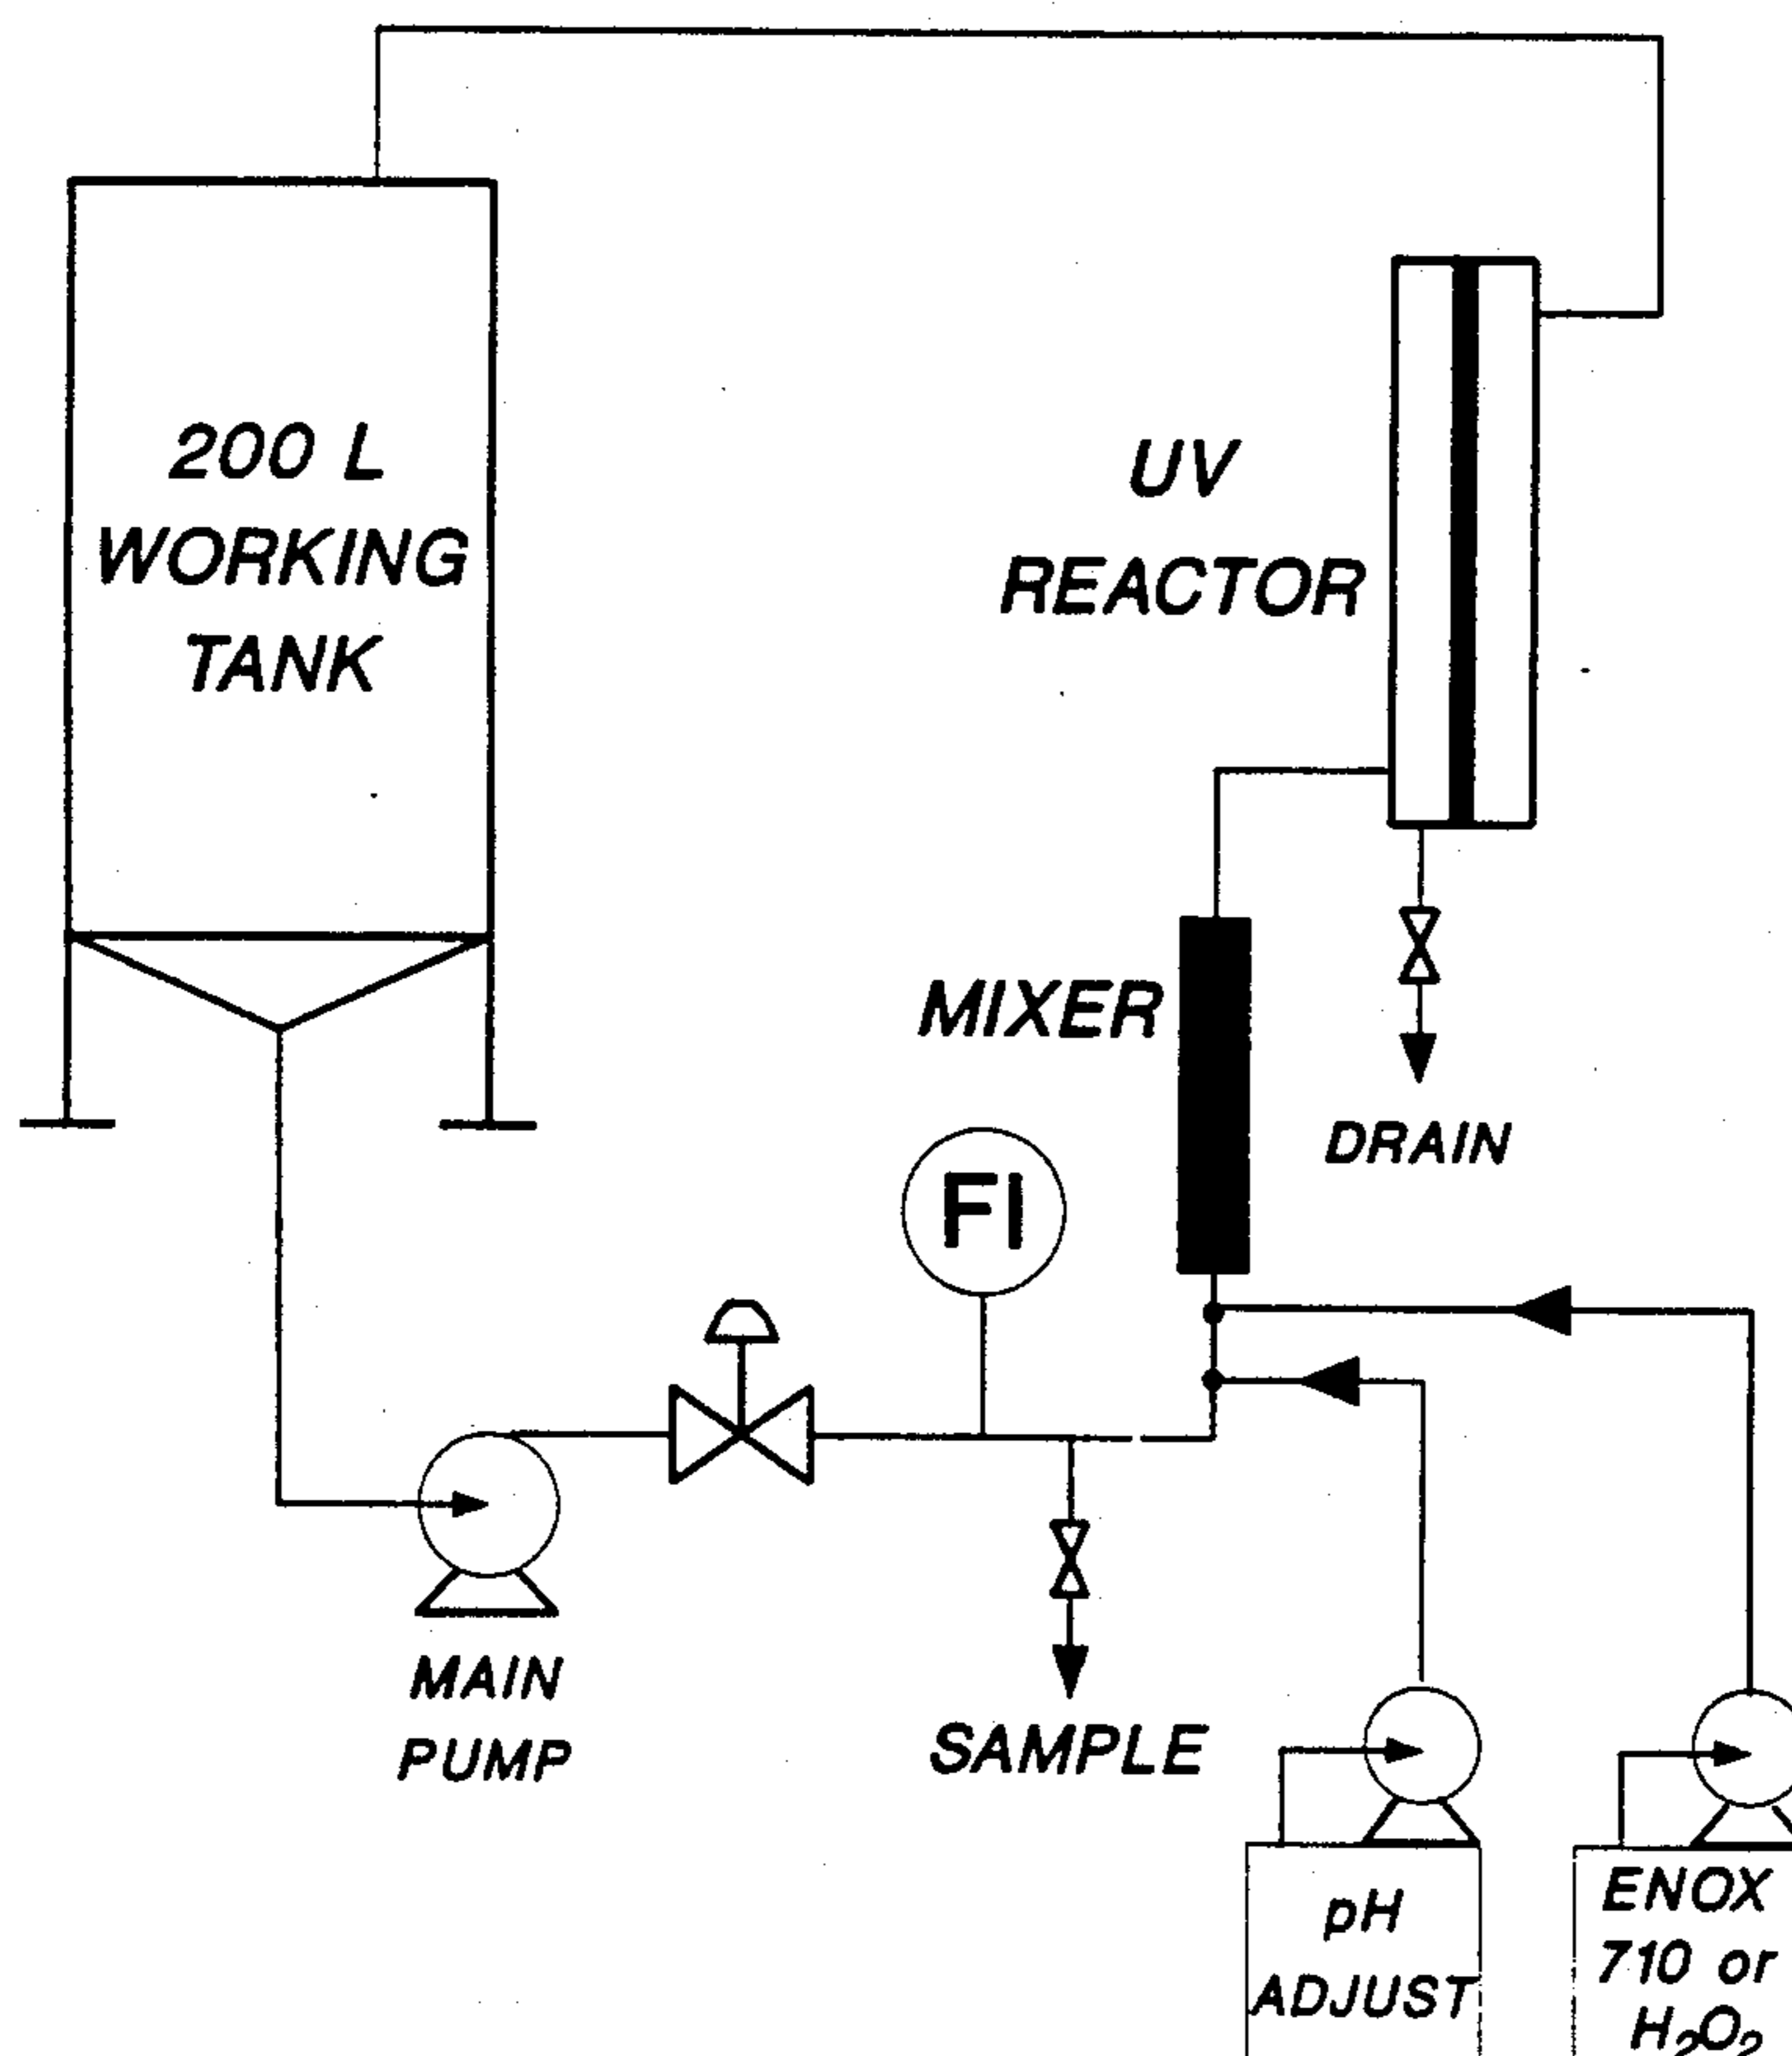 200 L
WORKING
TANK
UV
REACTOR
MIXER
DRAIN
FI
MAIN
PUMP
SAMPLE
pH
ADJUST
ENOX
710 or
H₂O₂